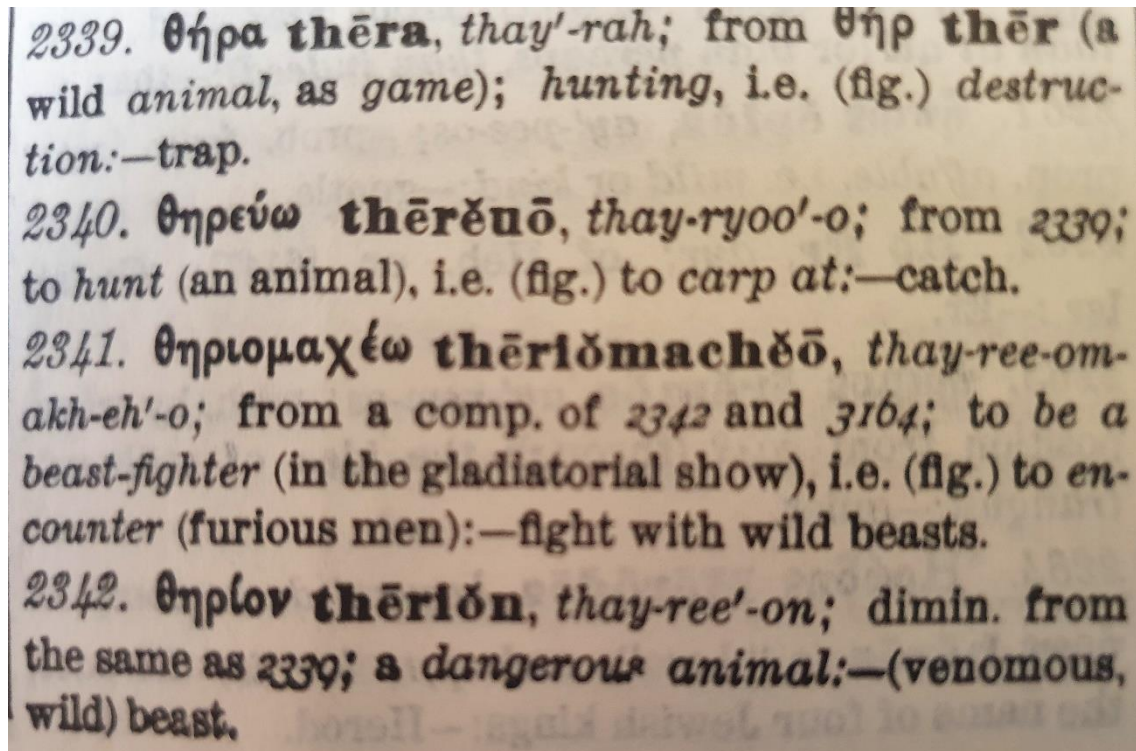 2339. θήρα thēra, thay'-rah; from θήρ thēr (a
wild animal, as game); hunting, i.e. (fig.) destruc-
tion:—trap.
2340. θηρεύω thērĕuō, thay-ryoo'-o; from 2339;
to hunt (an animal), i.e. (fig.) to carp at:—catch.
2341. θηριομαχέω thēriŏmachĕō, thay-ree-om-
akh-eh'-o; from a comp. of 2342 and 3164; to be a
beast-fighter (in the gladiatorial show), i.e. (fig.) to en-
counter (furious men):—fight with wild beasts.
2342. θηρίον thēriŏn, thay-ree'-on; dimin. from
the same as 2339; a dangerous animal:—(venomous,
wild) beast.